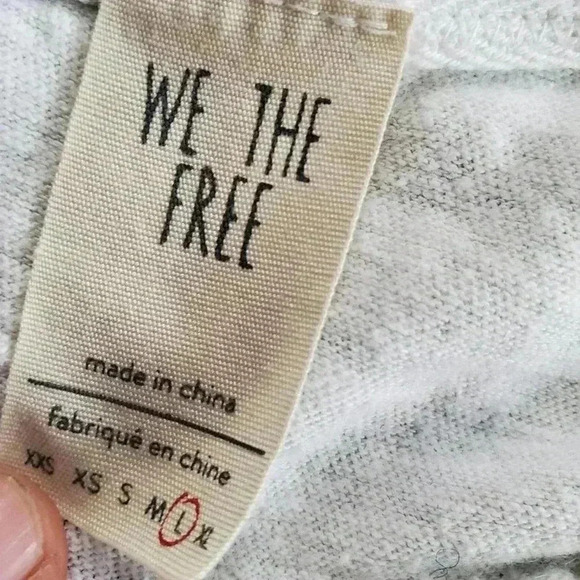 WE THE
FREE
made in china
fabriqué en chine
XXS XS S M L XL